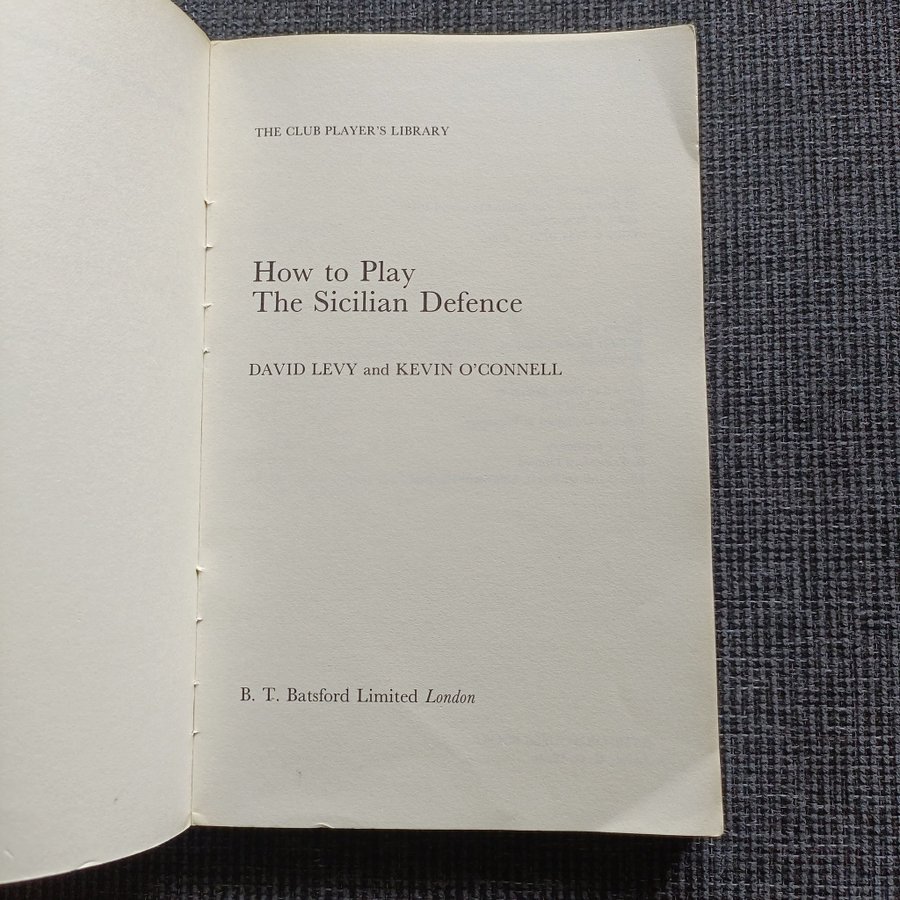 THE CLUB PLAYER'S LIBRARY
How to Play
The Sicilian Defence
DAVID LEVY and KEVIN O'CONNELL
B. T. Batsford Limited London